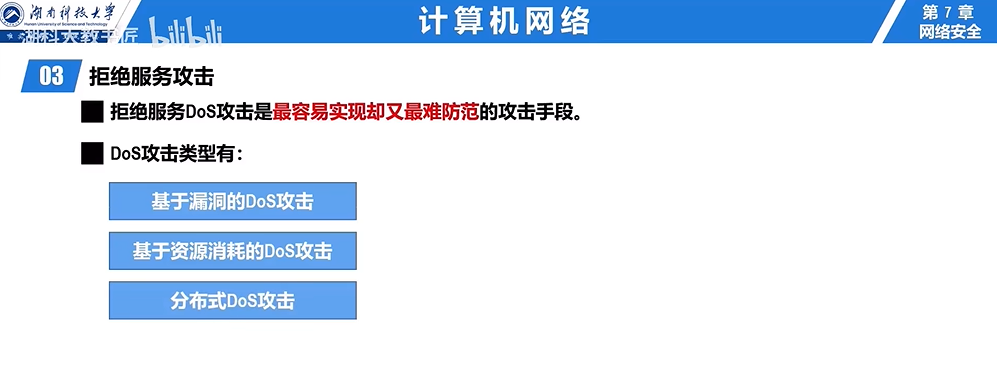 湖南科技大学
Hunan University of Science and Technology
湖科大教书匠
bilibili
计算机网络
第 7 章
网络安全
03
拒绝服务攻击
拒绝服务DoS攻击是最容易实现却又最难防范的攻击手段。
DoS攻击类型有：
基于漏洞的DoS攻击
基于资源消耗的DoS攻击
分布式DoS攻击